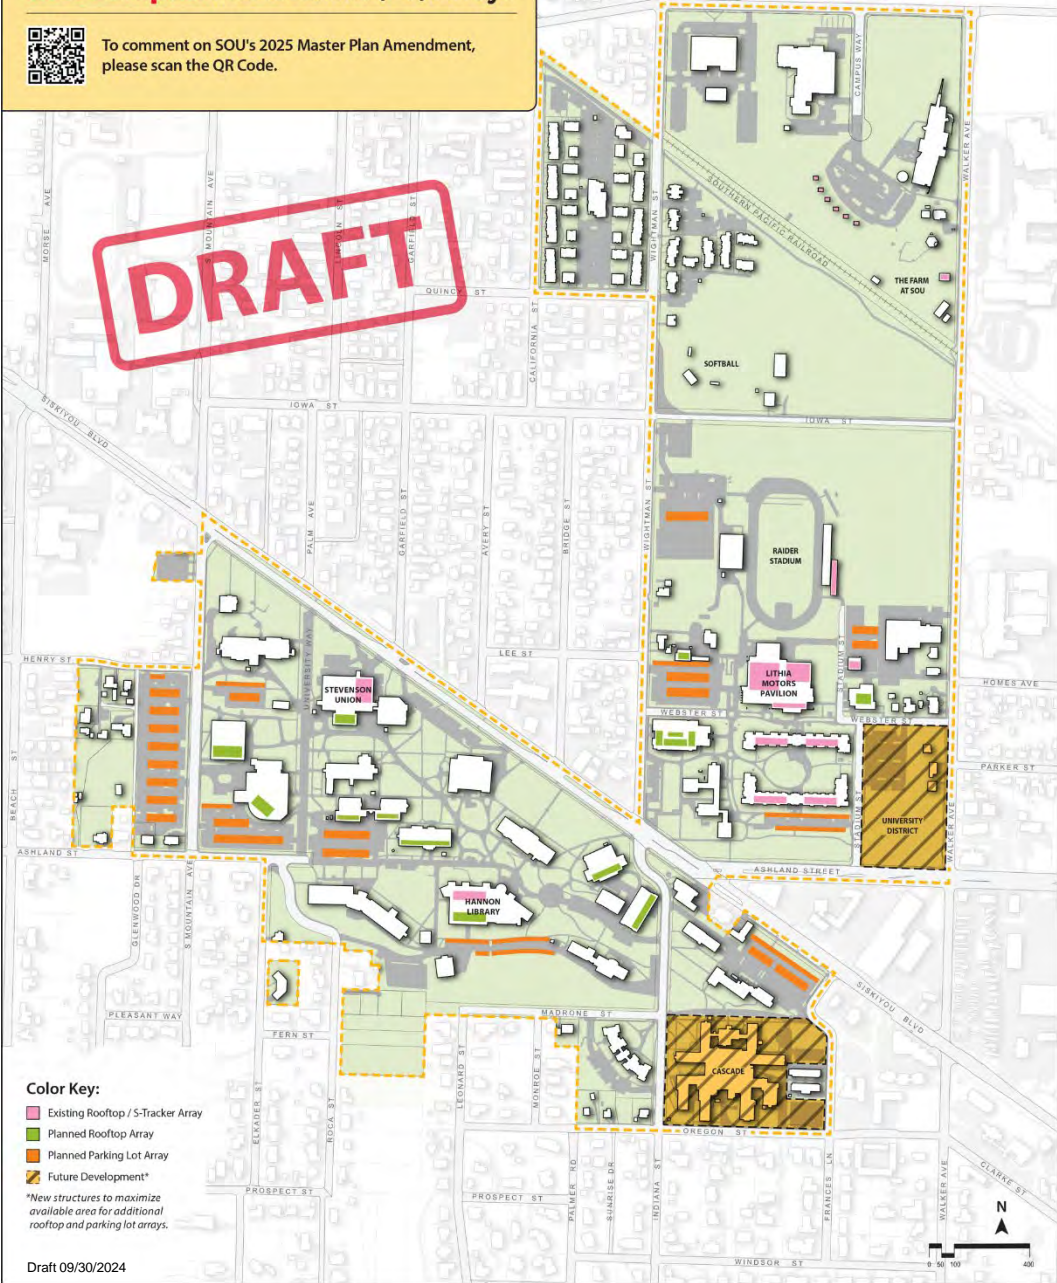 To comment on SOU's 2025 Master Plan Amendment,
please scan the QR Code.
DRAFT
MORSE AVE
S MOUNTAIN AVE
LINCOLN ST
GARFIELD ST
QUINCY ST
CALIFORNIA ST
WIGHTMAN ST
CAMPUS WAY
WALKER AVE
SOUTHERN PACIFIC RAILROAD
THE FARM
AT SOU
SOFTBALL
SISKIYOU BLVD
IOWA ST
IOWA ST
PALM AVE
GARFIELD ST
AVERY ST
BRIDGE ST
WIGHTMAN ST
RAIDER
STADIUM
HENRY ST
LEE ST
UNIVERSITY WAY
STEVENSON
UNION
LITHIA
MOTORS
PAVILION
STADIUM ST
HOMES AVE
WEBSTER ST
WEBSTER ST
BEACH ST
PARKER ST
STADIUM ST
UNIVERSITY
DISTRICT
WALKER AVE
ASHLAND ST
ASHLAND STREET
GLENWOOD DR
S MOUNTAIN AVE
HANNON
LIBRARY
SISKIYOU BLVD
PLEASANT WAY
MADRONE ST
FERN ST
LEONARD ST
MONROE ST
CASCADE
ELKADER ST
ROCA ST
OREGON ST
Color Key:
Existing Rooftop / S-Tracker Array
Planned Rooftop Array
Planned Parking Lot Array
Future Development*
*New structures to maximize
available area for additional
rooftop and parking lot arrays.
PROSPECT ST
PROSPECT ST
PALMER RD
SUNRISE DR
INDIANA ST
FRANCES LN
WALKER AVE
CLARKE ST
WINDSOR ST
N
0 50 100 400
Draft 09/30/2024